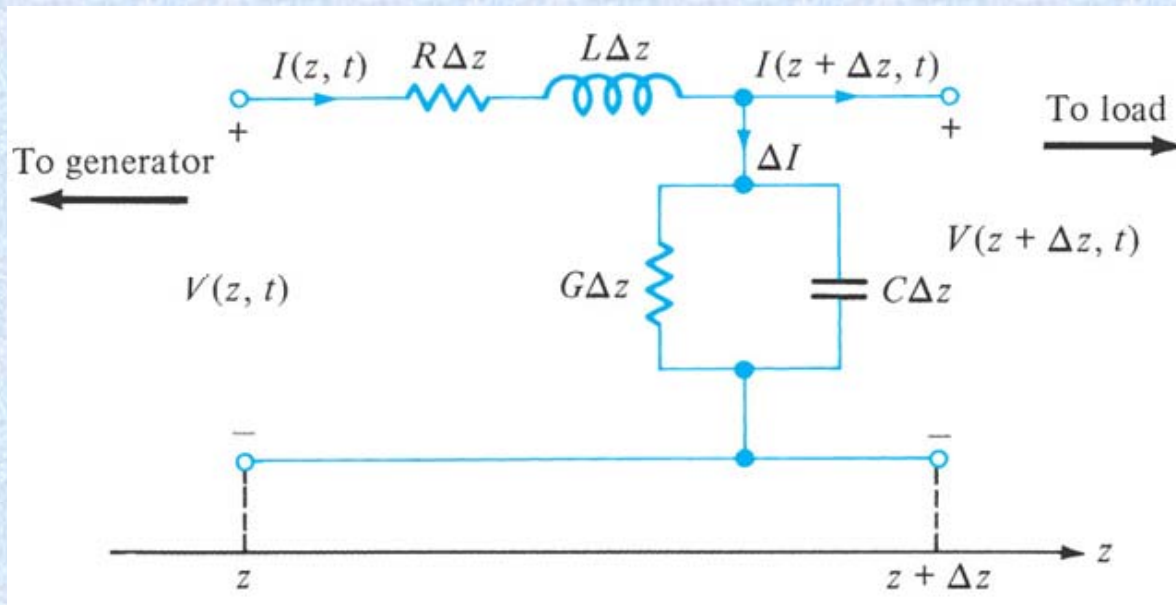 I(z, t)
RΔz
LΔz
I(z + Δz, t)
+
+
To load
To generator
ΔI
V(z, t)
GΔz
CΔz
V(z + Δz, t)
−
−
z
z + Δz
z